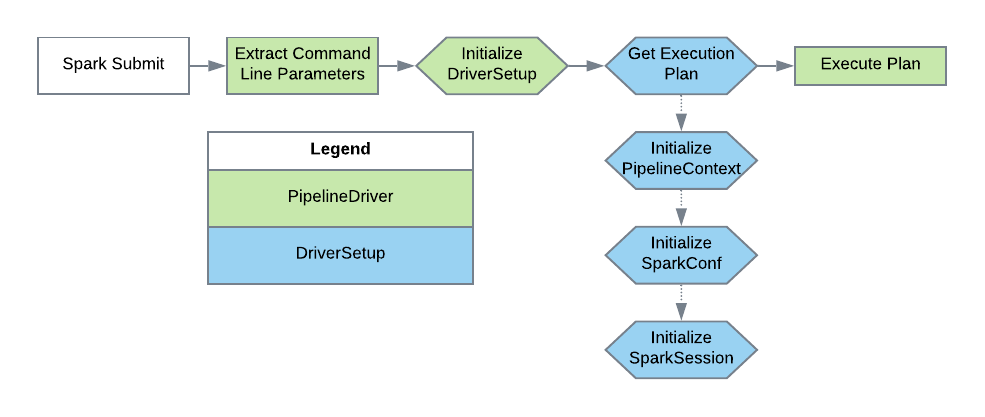 Spark Submit
Extract Command
Line Parameters
Initialize
DriverSetup
Get Execution
Plan
Execute Plan
Legend
PipelineDriver
DriverSetup
Initialize
PipelineContext
Initialize
SparkConf
Initialize
SparkSession